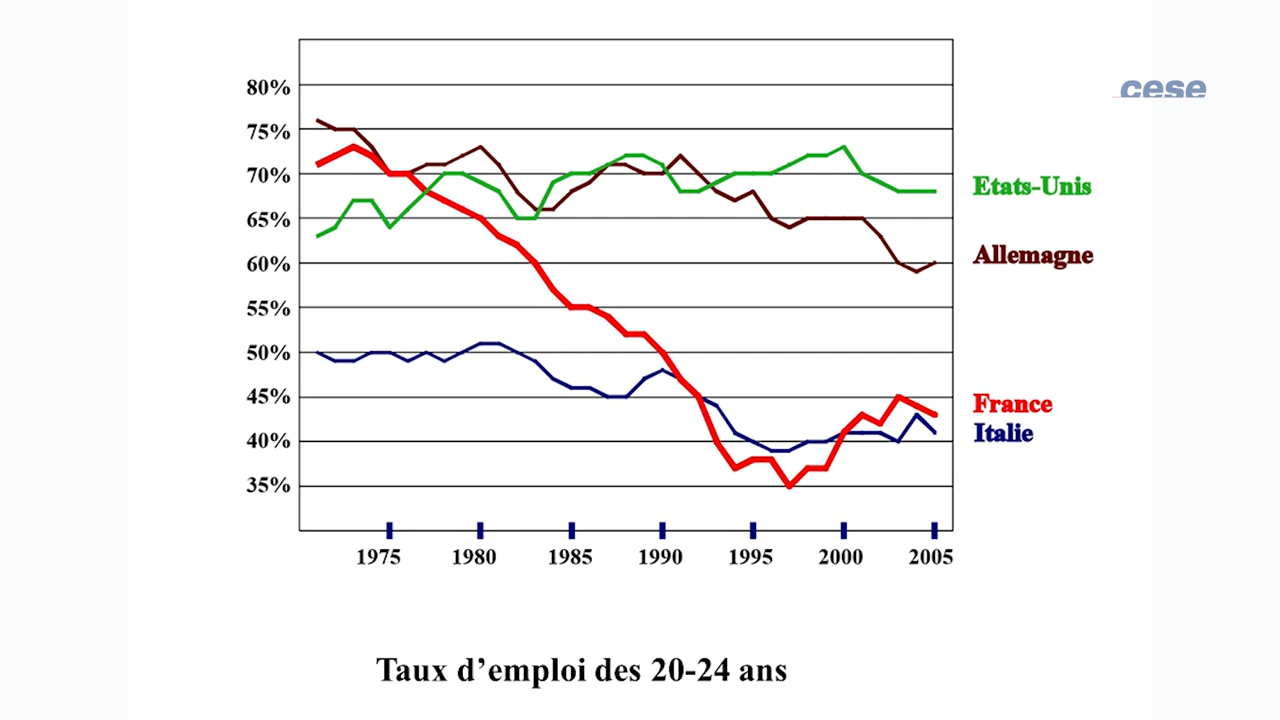 cese
80%
75%
70%
65%
60%
55%
50%
45%
40%
35%
Etats-Unis
Allemagne
France
Italie
1975 1980 1985 1990 1995 2000 2005
Taux d’emploi des 20-24 ans